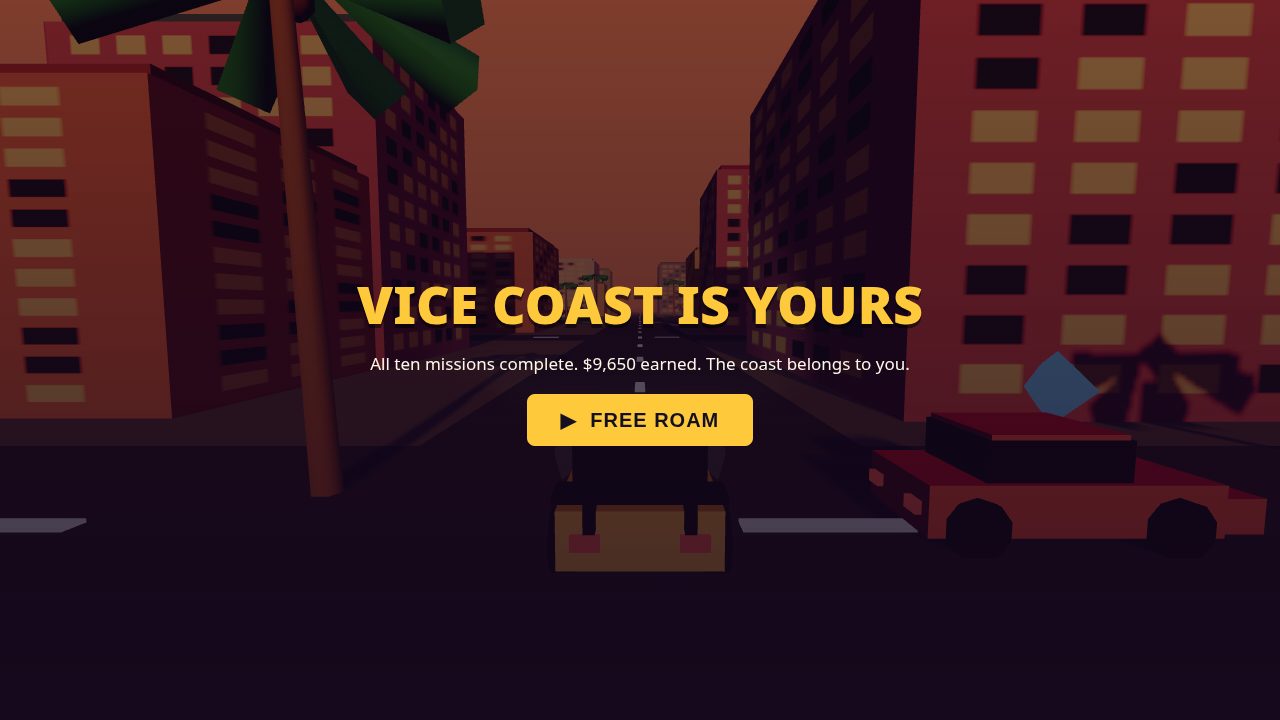 VICE COAST IS YOURS
All ten missions complete. $9,650 earned. The coast belongs to you.
▶ FREE ROAM